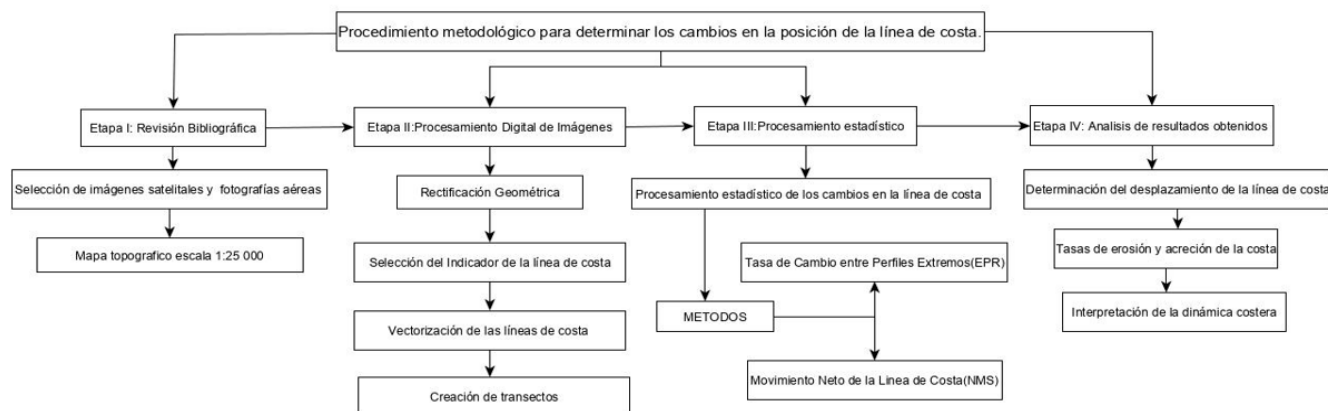 Procedimiento metodológico para determinar los cambios en la posición de la línea de costa.
Etapa I: Revisión Bibliográfica
Selección de imágenes satelitales y fotografías aéreas
Mapa topografico escala 1:25 000
Etapa II:Procesamiento Digital de Imágenes
Rectificación Geométrica
Selección del Indicador de la línea de costa
Vectorización de las líneas de costa
Creación de transectos
Etapa III:Procesamiento estadístico
Procesamiento estadístico de los cambios en la línea de costa
METODOS
Tasa de Cambio entre Perfiles Extremos(EPR)
Movimiento Neto de la Linea de Costa(NMS)
Etapa IV: Analisis de resultados obtenidos
Determinación del desplazamiento de la línea de costa
Tasas de erosión y acreción de la costa
Interpretación de la dinámica costera